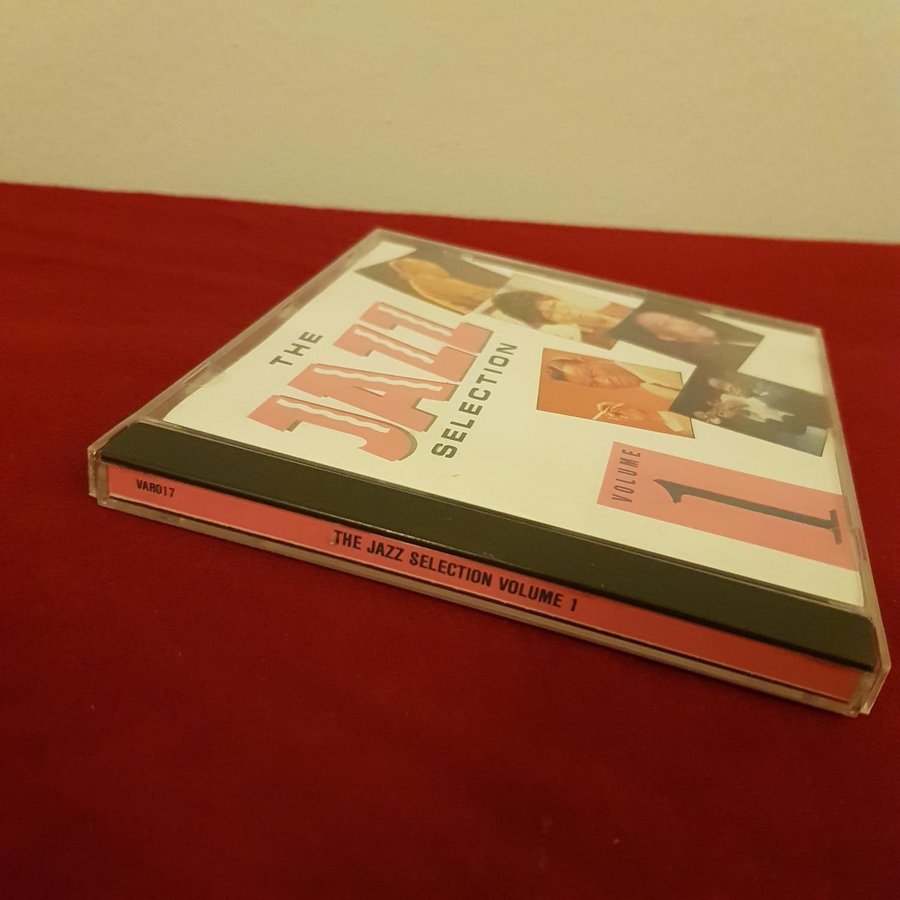 THE
JAZZ
SELECTION
VOLUME
1
VAR017
THE JAZZ SELECTION VOLUME 1